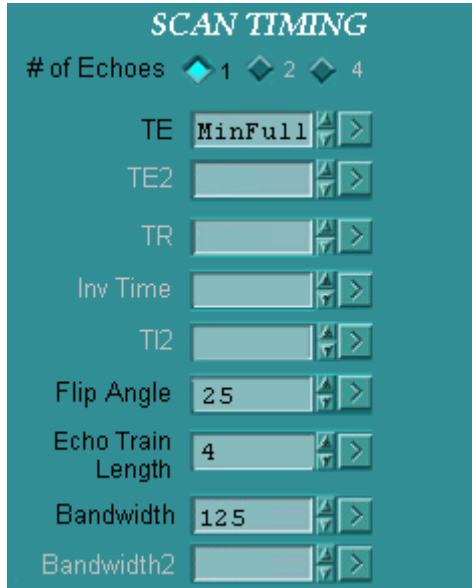 SCAN TIMING
# of Echoes 1 2 4
TE MinFull
TE2
TR
Inv Time
TI2
Flip Angle 25
Echo Train
Length 4
Bandwidth 125
Bandwidth2